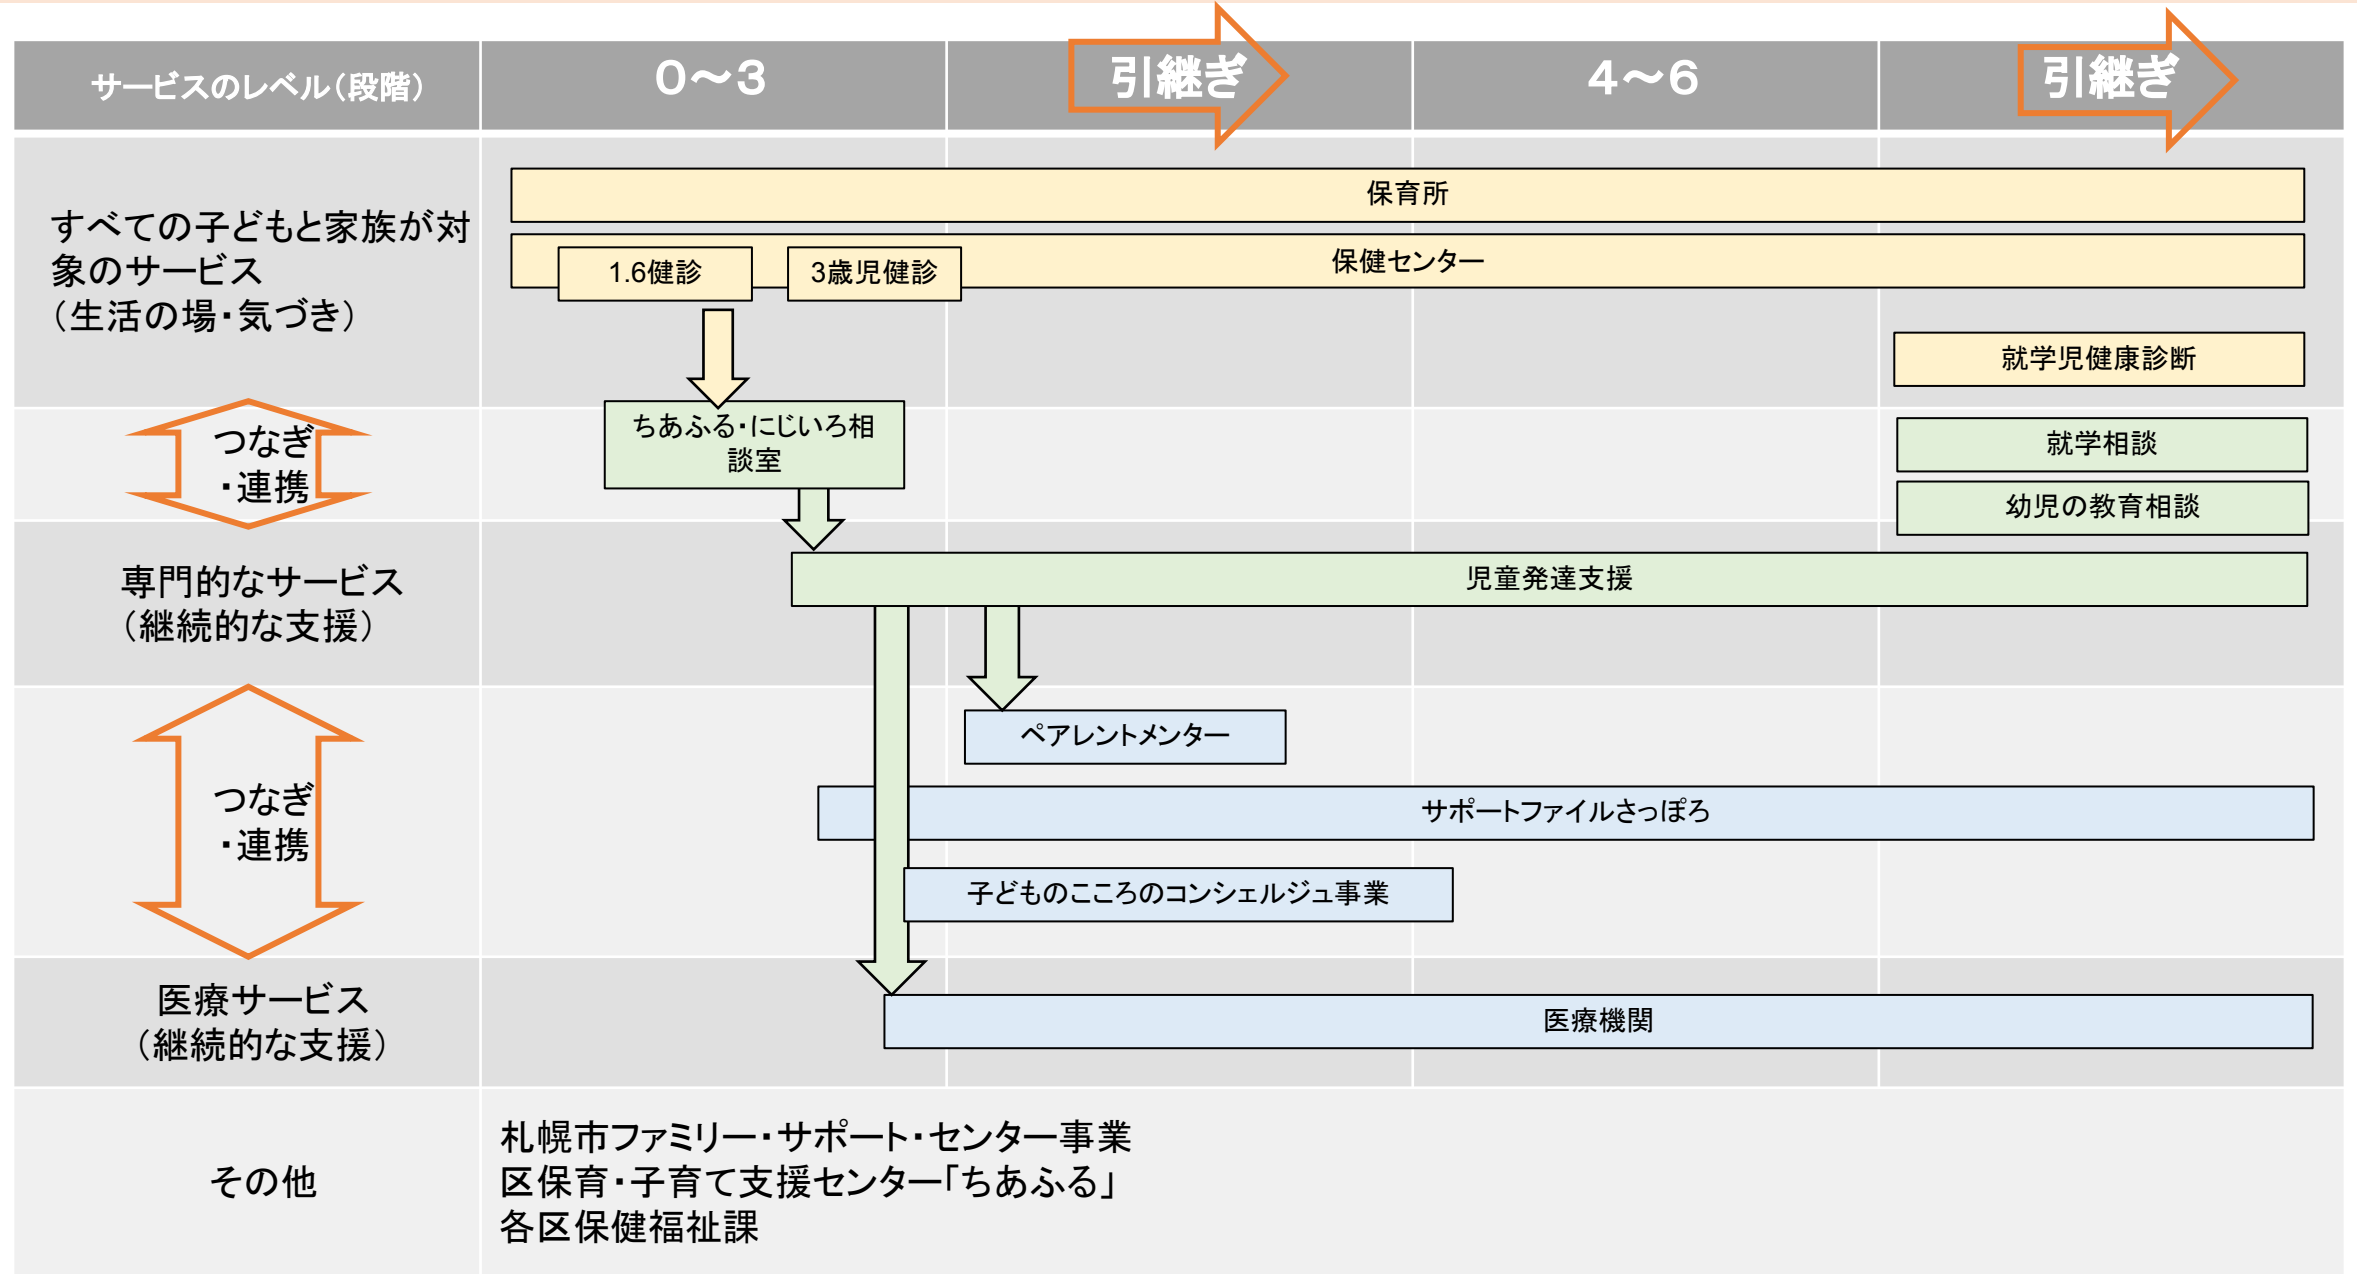 サービスのレベル（段階）
０～３
引継ぎ
４～６
引継ぎ
すべての子どもと家族が対
象のサービス
（生活の場・気づき）
保育所
保健センター
1.6健診
3歳児健診
就学児健康診断
つなぎ
・連携
ちあふる・にじいろ相
談室
就学相談
幼児の教育相談
専門的なサービス
（継続的な支援）
児童発達支援
つなぎ
・連携
ペアレントメンター
サポートファイルさっぽろ
子どものこころのコンシェルジュ事業
医療サービス
（継続的な支援）
医療機関
その他
札幌市ファミリー・サポート・センター事業
区保育・子育て支援センター「ちあふる」
各区保健福祉課